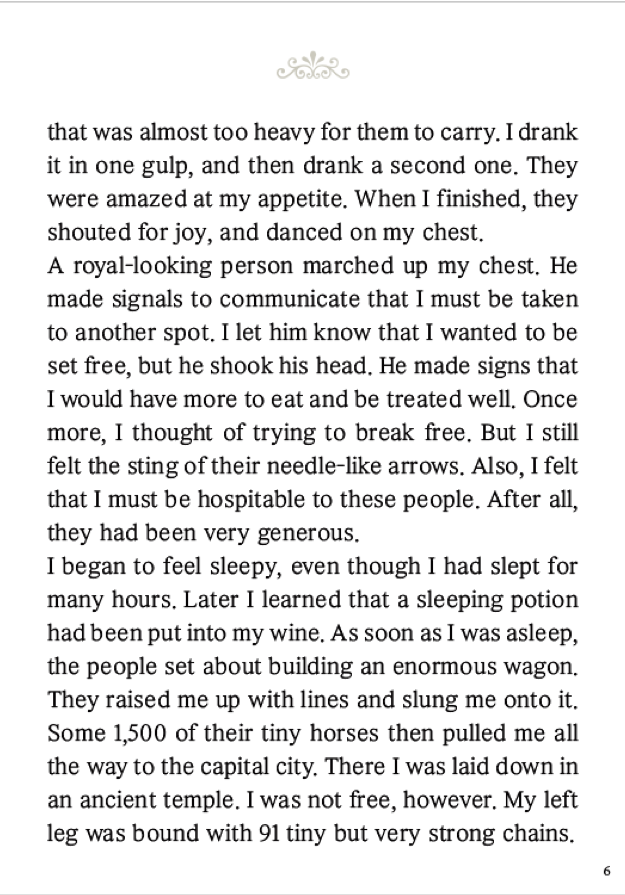 that was almost too heavy for them to carry. I drank
it in one gulp, and then drank a second one. They
were amazed at my appetite. When I finished, they
shouted for joy, and danced on my chest.
A royal-looking person marched up my chest. He
made signals to communicate that I must be taken
to another spot. I let him know that I wanted to be
set free, but he shook his head. He made signs that
I would have more to eat and be treated well. Once
more, I thought of trying to break free. But I still
felt the sting of their needle-like arrows. Also, I felt
that I must be hospitable to these people. After all,
they had been very generous.
I began to feel sleepy, even though I had slept for
many hours. Later I learned that a sleeping potion
had been put into my wine. As soon as I was asleep,
the people set about building an enormous wagon.
They raised me up with lines and slung me onto it.
Some 1,500 of their tiny horses then pulled me all
the way to the capital city. There I was laid down in
an ancient temple. I was not free, however. My left
leg was bound with 91 tiny but very strong chains.
6